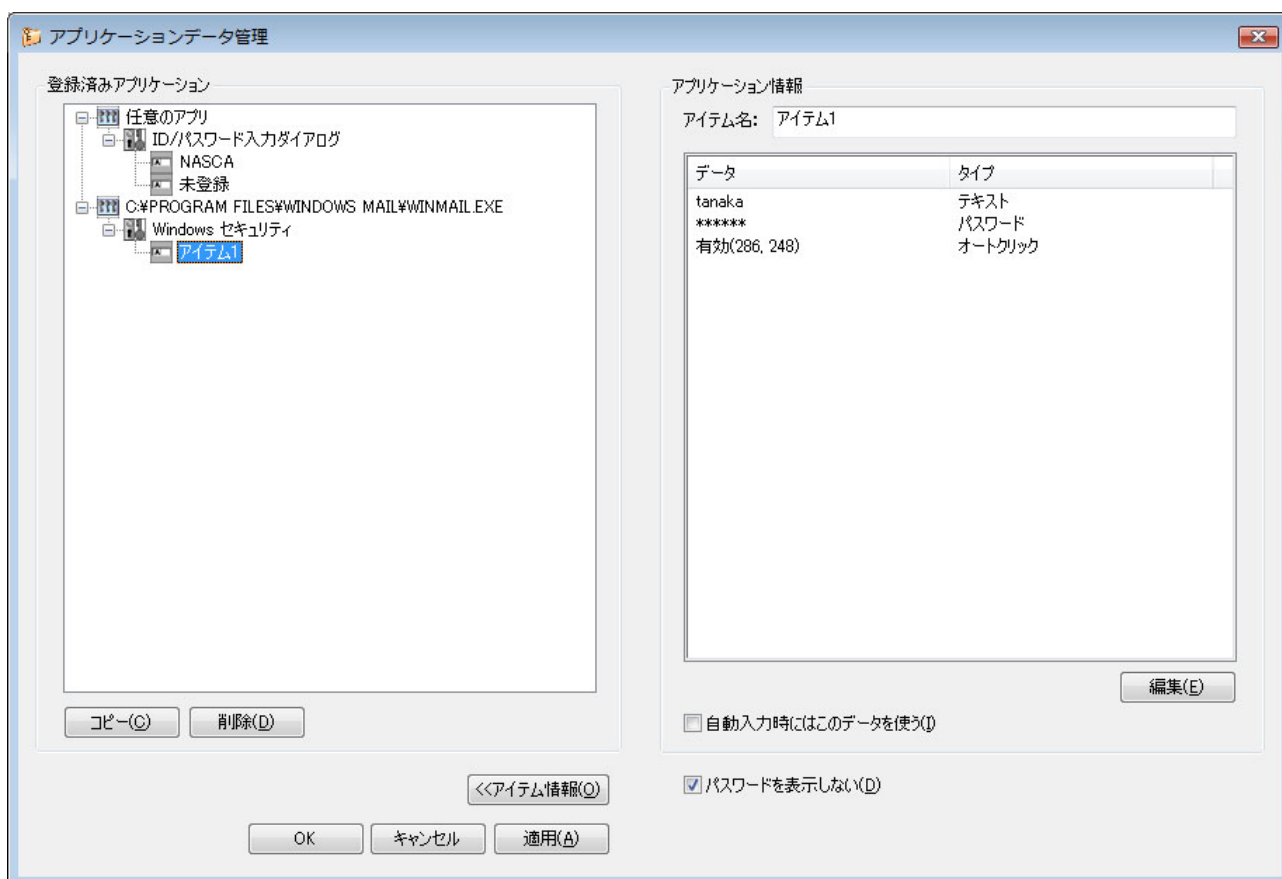 アプリケーションデータ管理
登録済みアプリケーション
任意のアプリ
ID/パスワード入力ダイアログ
NASCA
未登録
C:¥PROGRAM FILES¥WINDOWS MAIL¥WINMAIL.EXE
Windows セキュリティ
アイテム1
コピー(C)
削除(D)
<<アイテム情報(O)
OK
キャンセル
適用(A)
アプリケーション情報
アイテム名: アイテム1
データ タイプ
tanaka テキスト
****** パスワード
有効(286, 248) オートクリック
編集(E)
自動入力時にはこのデータを使う(I)
パスワードを表示しない(D)